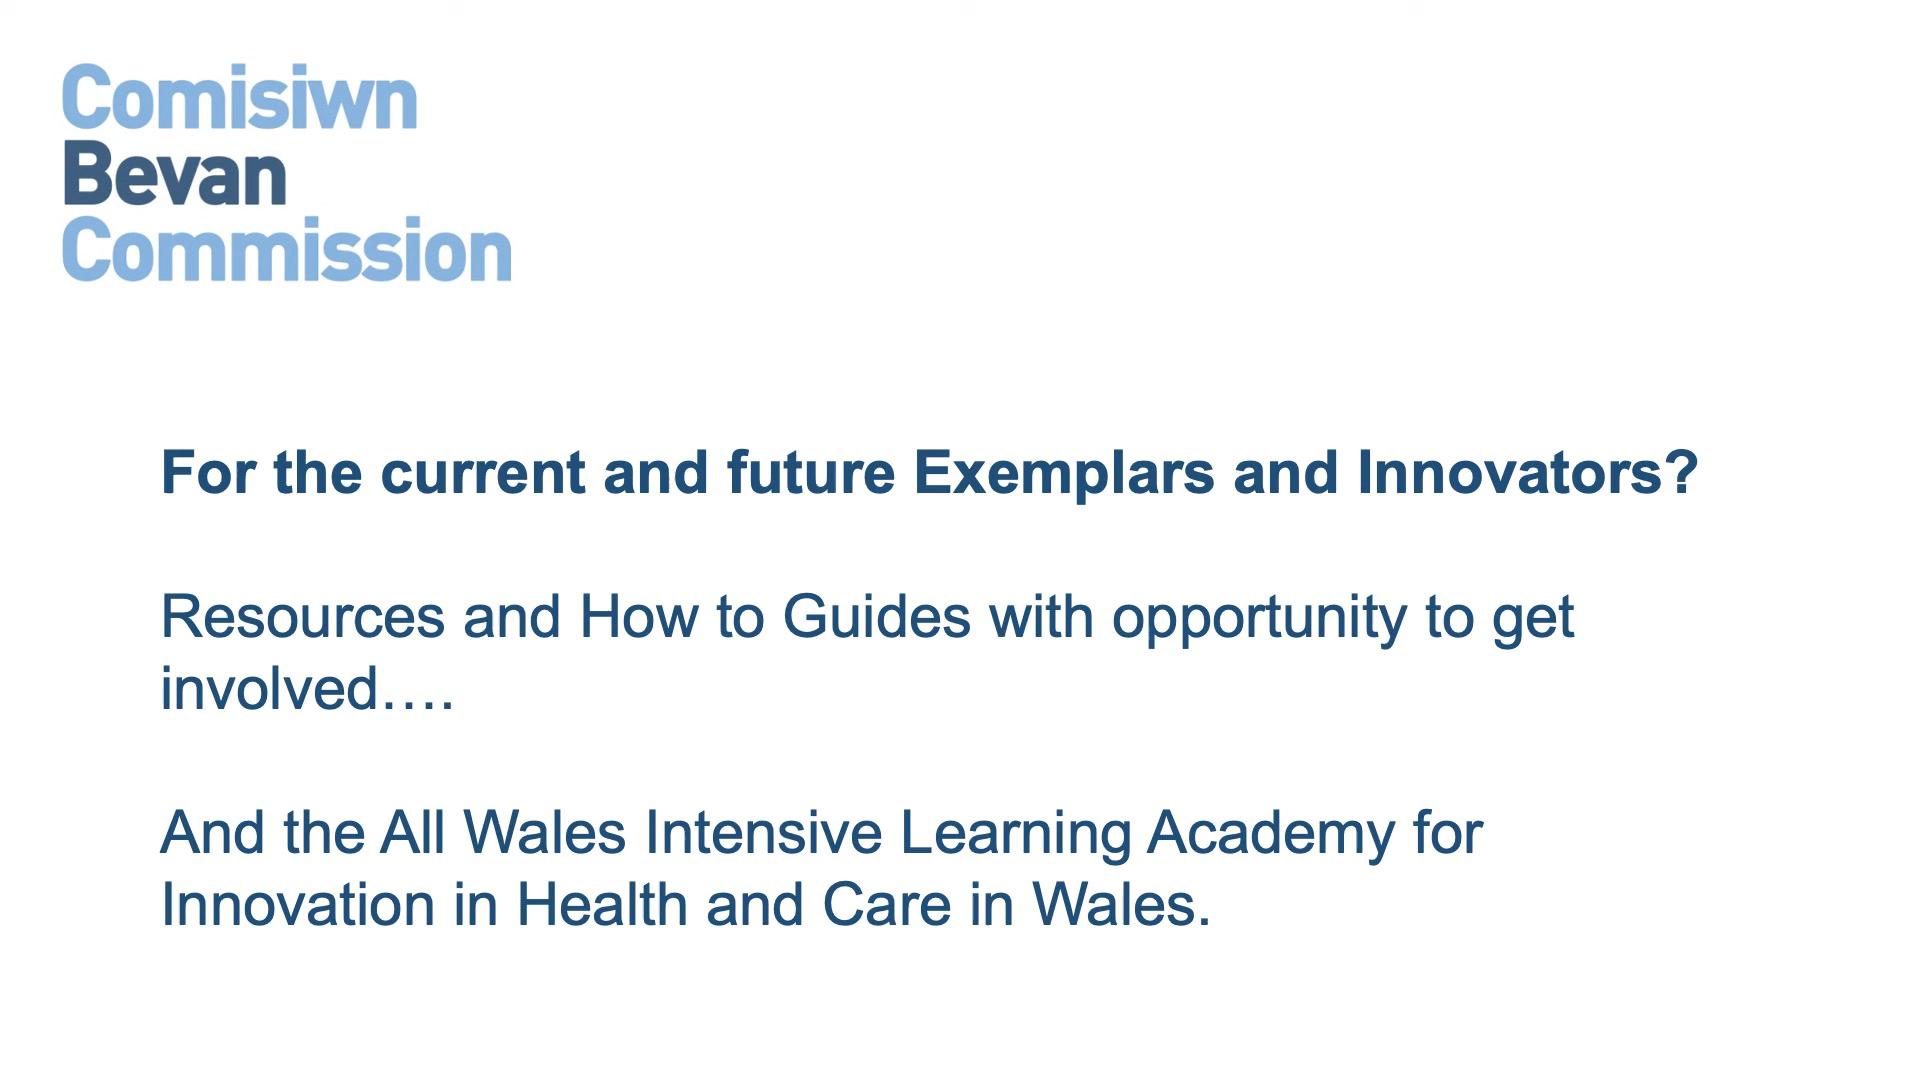 Comisiwn
Bevan
Commission
For the current and future Exemplars and Innovators?
Resources and How to Guides with opportunity to get
involved….
And the All Wales Intensive Learning Academy for
Innovation in Health and Care in Wales.